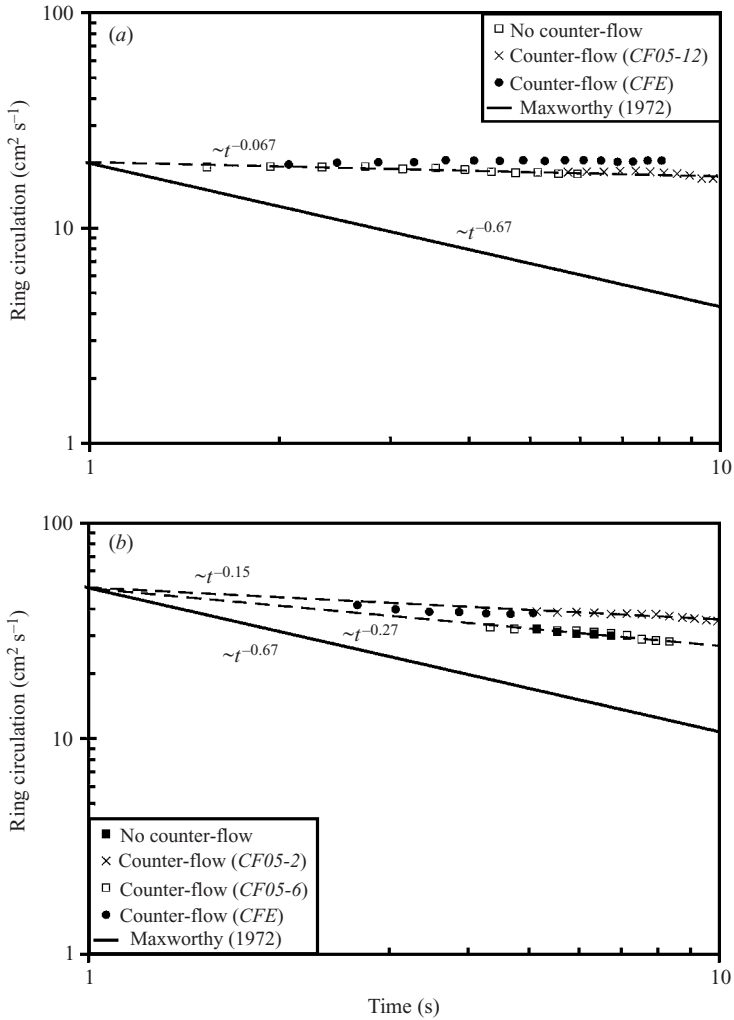 100
(a)
No counter-flow
Counter-flow (CF05-12)
Counter-flow (CFE)
Maxworthy (1972)
~t^–0.067
~t^–0.67
10
1
1
10
Ring circulation (cm² s⁻¹)
100
(b)
~t^–0.15
~t^–0.27
~t^–0.67
10
No counter-flow
Counter-flow (CF05-2)
Counter-flow (CF05-6)
Counter-flow (CFE)
Maxworthy (1972)
1
1
10
Ring circulation (cm² s⁻¹)
Time (s)